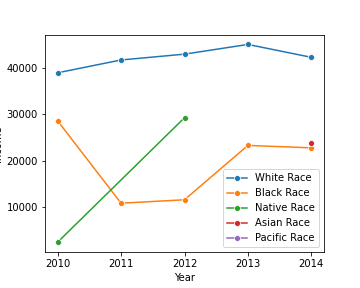 40000
30000
20000
10000
2010 2011 2012 2013 2014
Year
White Race
Black Race
Native Race
Asian Race
Pacific Race